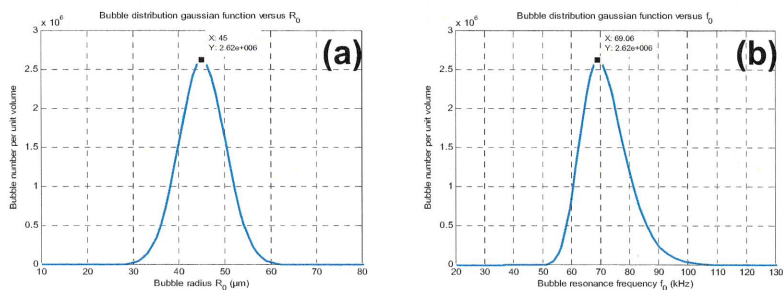 Bubble distribution gaussian function versus R0
x 10^6
X: 45
Y: 2.62e+006
(a)
3
2.5
2
1.5
1
0.5
0
Bubble number per unit volume
10 20 30 40 50 60 70 80
Bubble radius R0 (µm)
Bubble distribution gaussian function versus f0
x 10^6
X: 69.06
Y: 2.62e+006
(b)
3
2.5
2
1.5
1
0.5
0
Bubble number per unit volume
20 30 40 50 60 70 80 90 100 110 120 130
Bubble resonance frequency f0 (kHz)